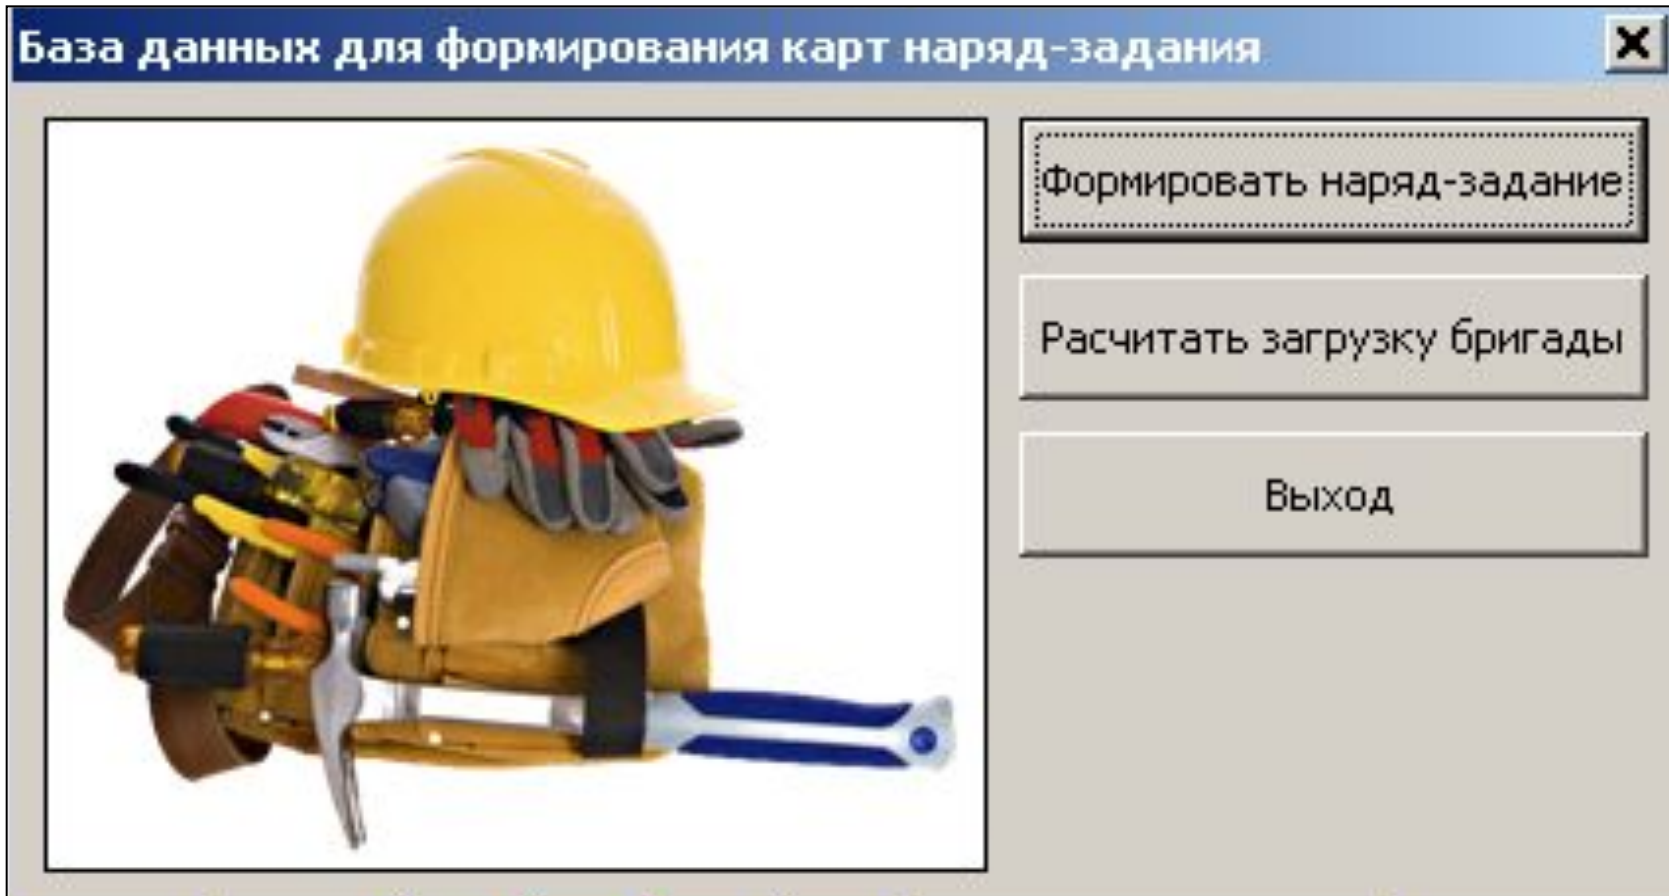 База данных для формирования карт наряд-задания
Формировать наряд-задание
Расчитать загрузку бригады
Выход